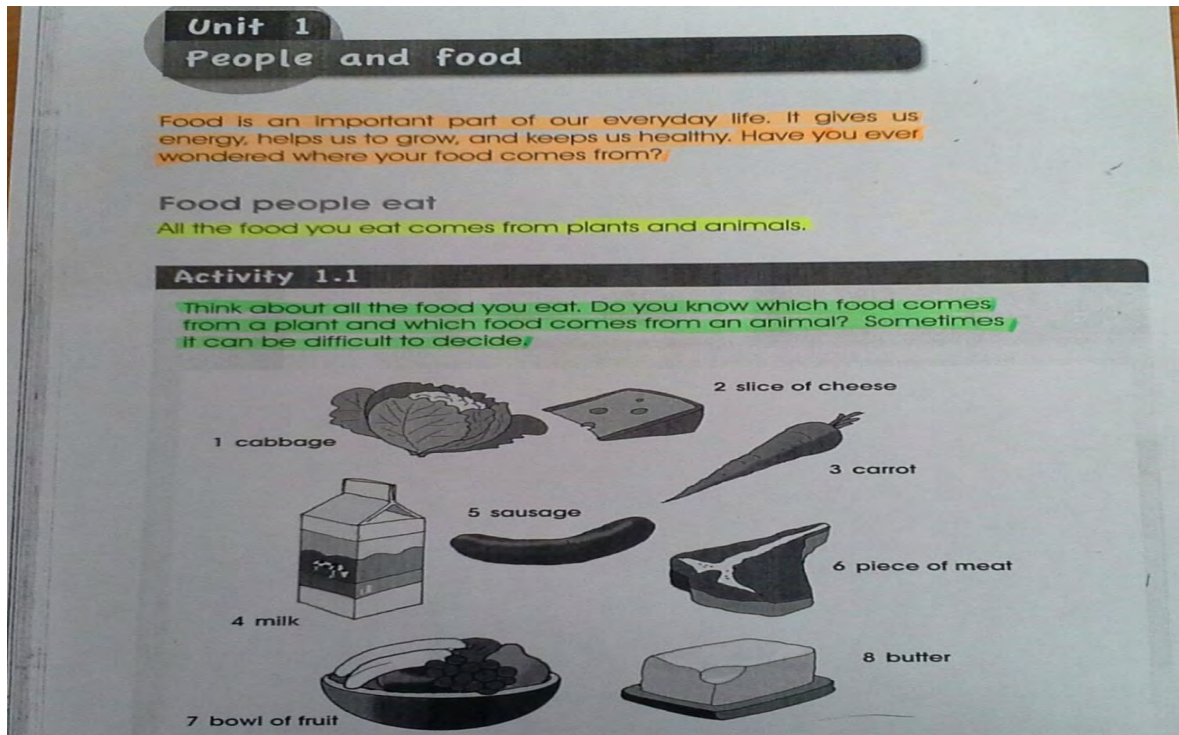 Unit 1
People and food
Food is an important part of our everyday life. It gives us
energy, helps us to grow, and keeps us healthy. Have you ever
wondered where your food comes from?
Food people eat
All the food you eat comes from plants and animals.
Activity 1.1
Think about all the food you eat. Do you know which food comes
from a plant and which food comes from an animal? Sometimes
it can be difficult to decide.
2 slice of cheese
1 cabbage
3 carrot
5 sausage
6 piece of meat
4 milk
8 butter
7 bowl of fruit